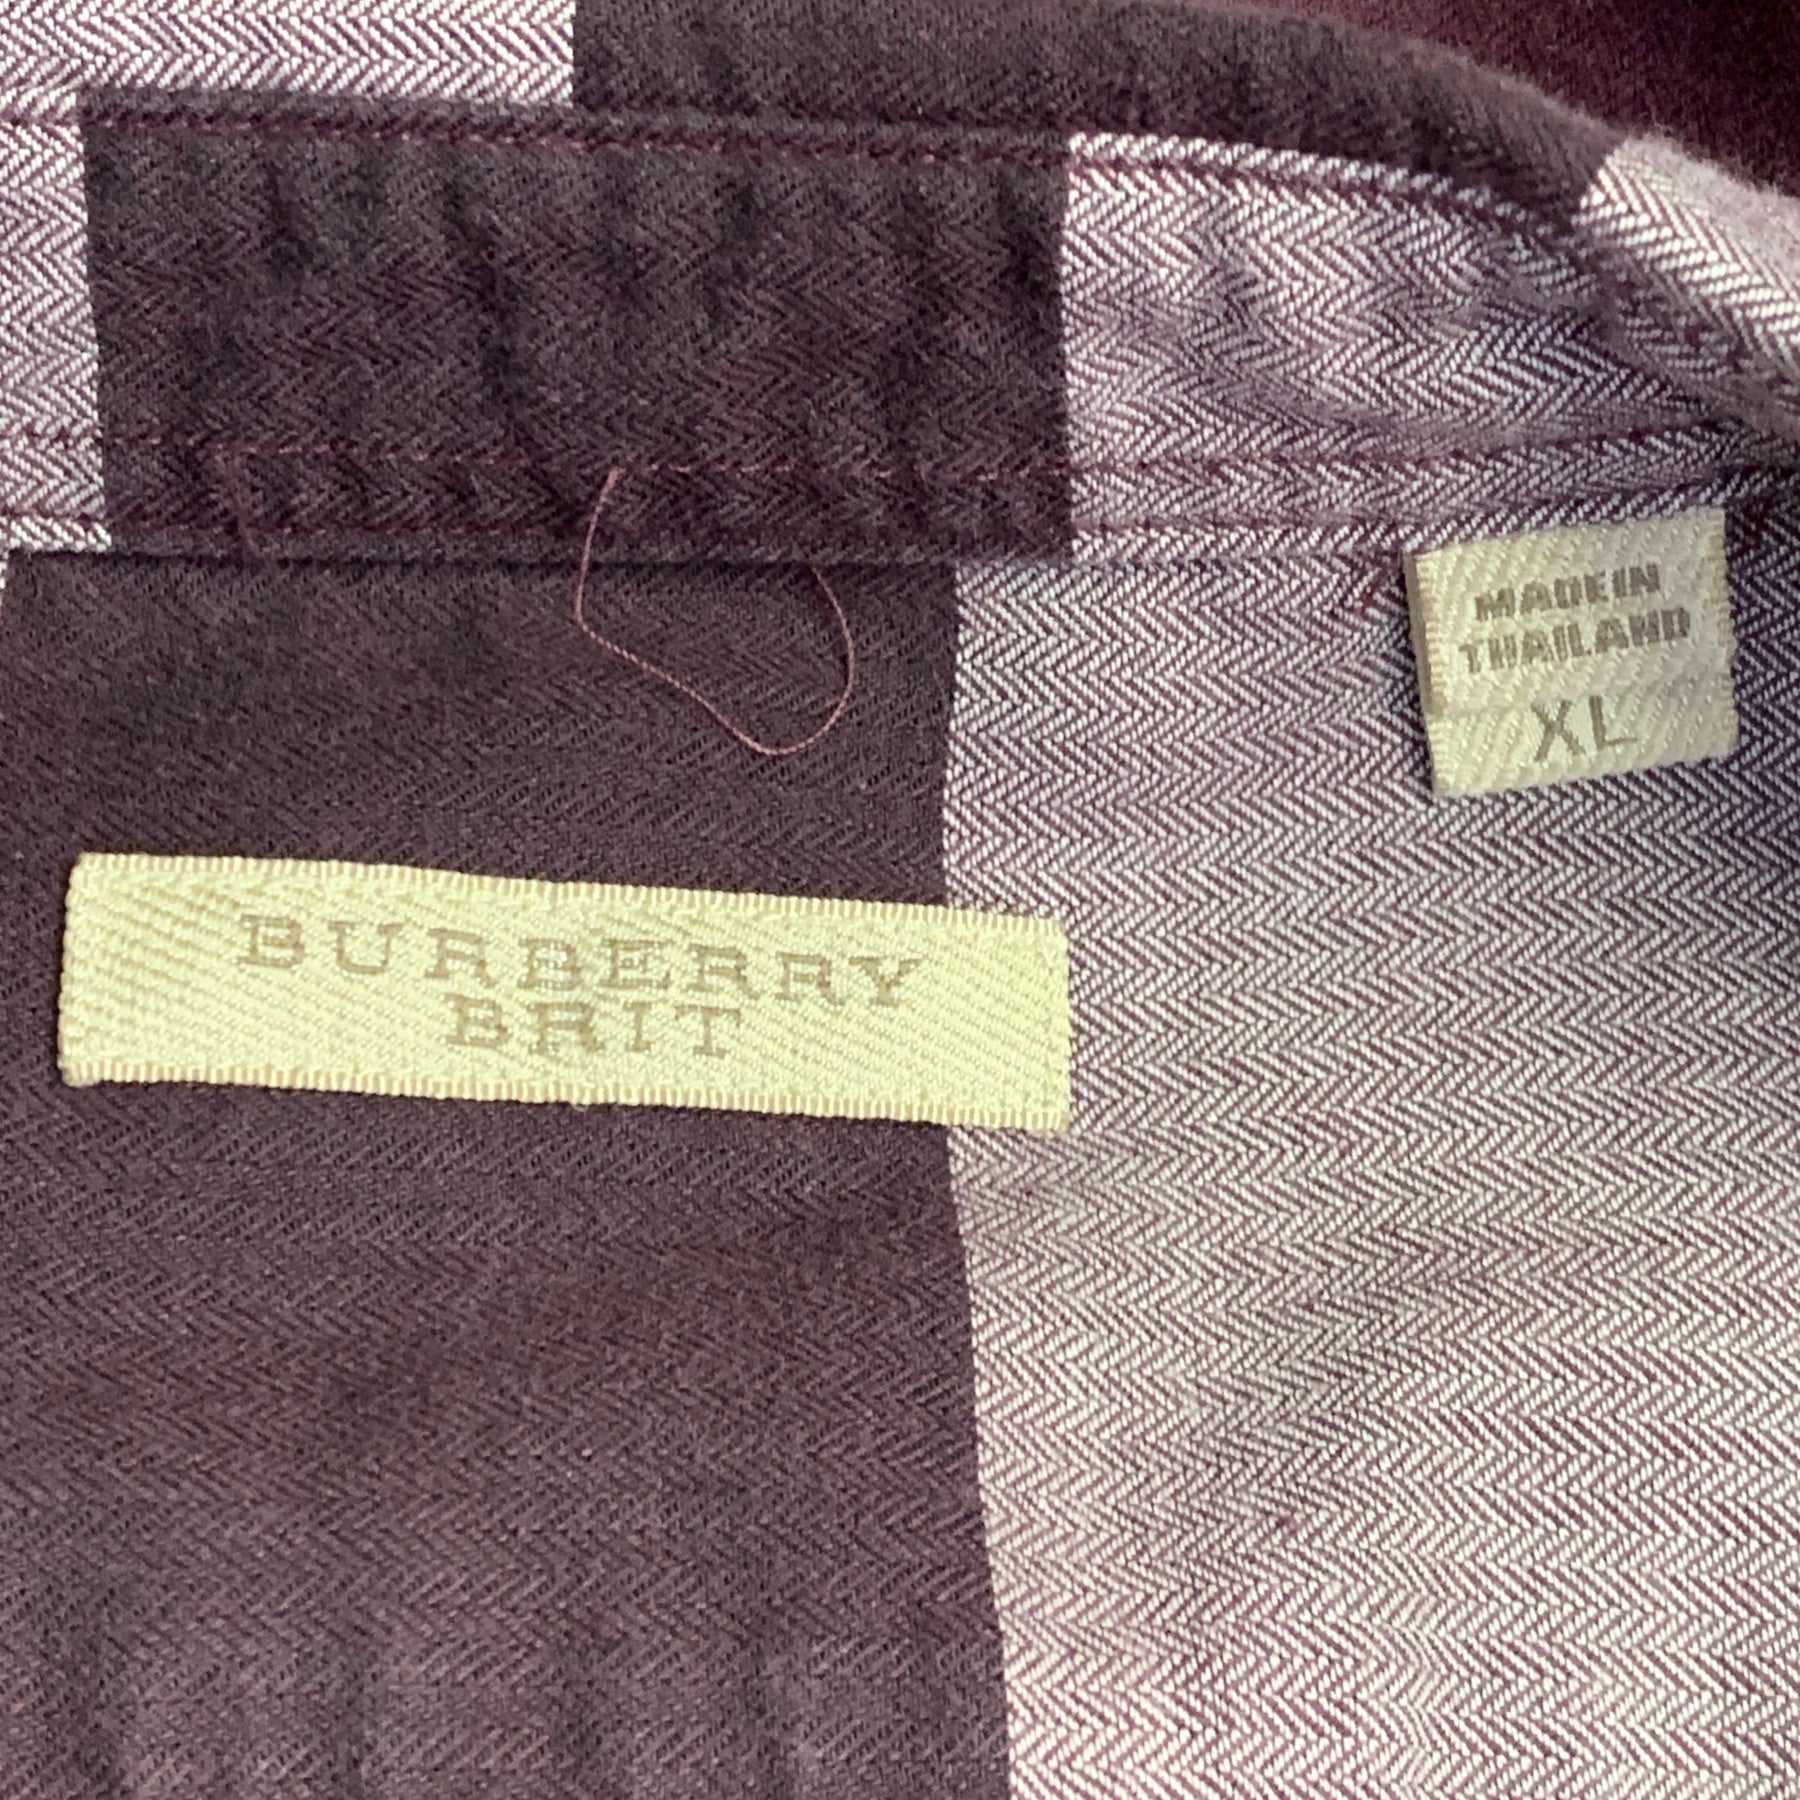 MADE IN
THAILAND
XL
BURBERRY
BRIT